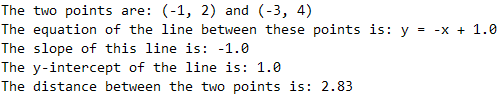 The two points are: (-1, 2) and (-3, 4)
The equation of the line between these points is: y = -x + 1.0
The slope of this line is: -1.0
The y-intercept of the line is: 1.0
The distance between the two points is: 2.83